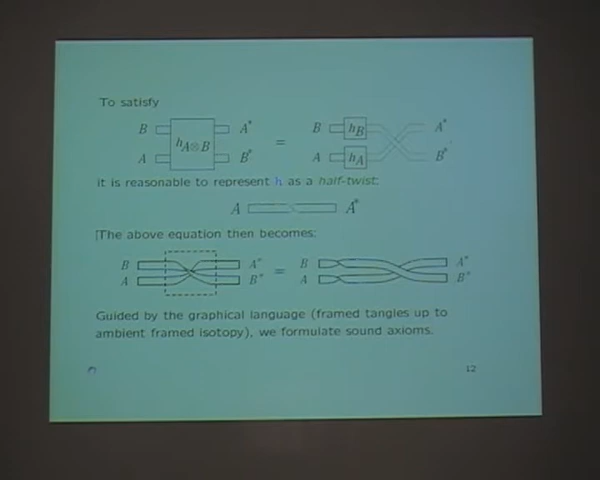 To satisfy
B h_{A⊗B} A* = B h_B A*
A B* A h_A B*
it is reasonable to represent h as a half-twist:
A A*
The above equation then becomes:
B A* = B A*
A B* A B*
Guided by the graphical language (framed tangles up to
ambient framed isotopy), we formulate sound axioms.
12